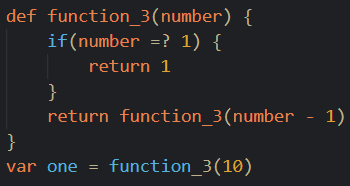 def function_3(number) {
    if(number =? 1) {
        return 1
    }
    return function_3(number - 1)
}
var one = function_3(10)